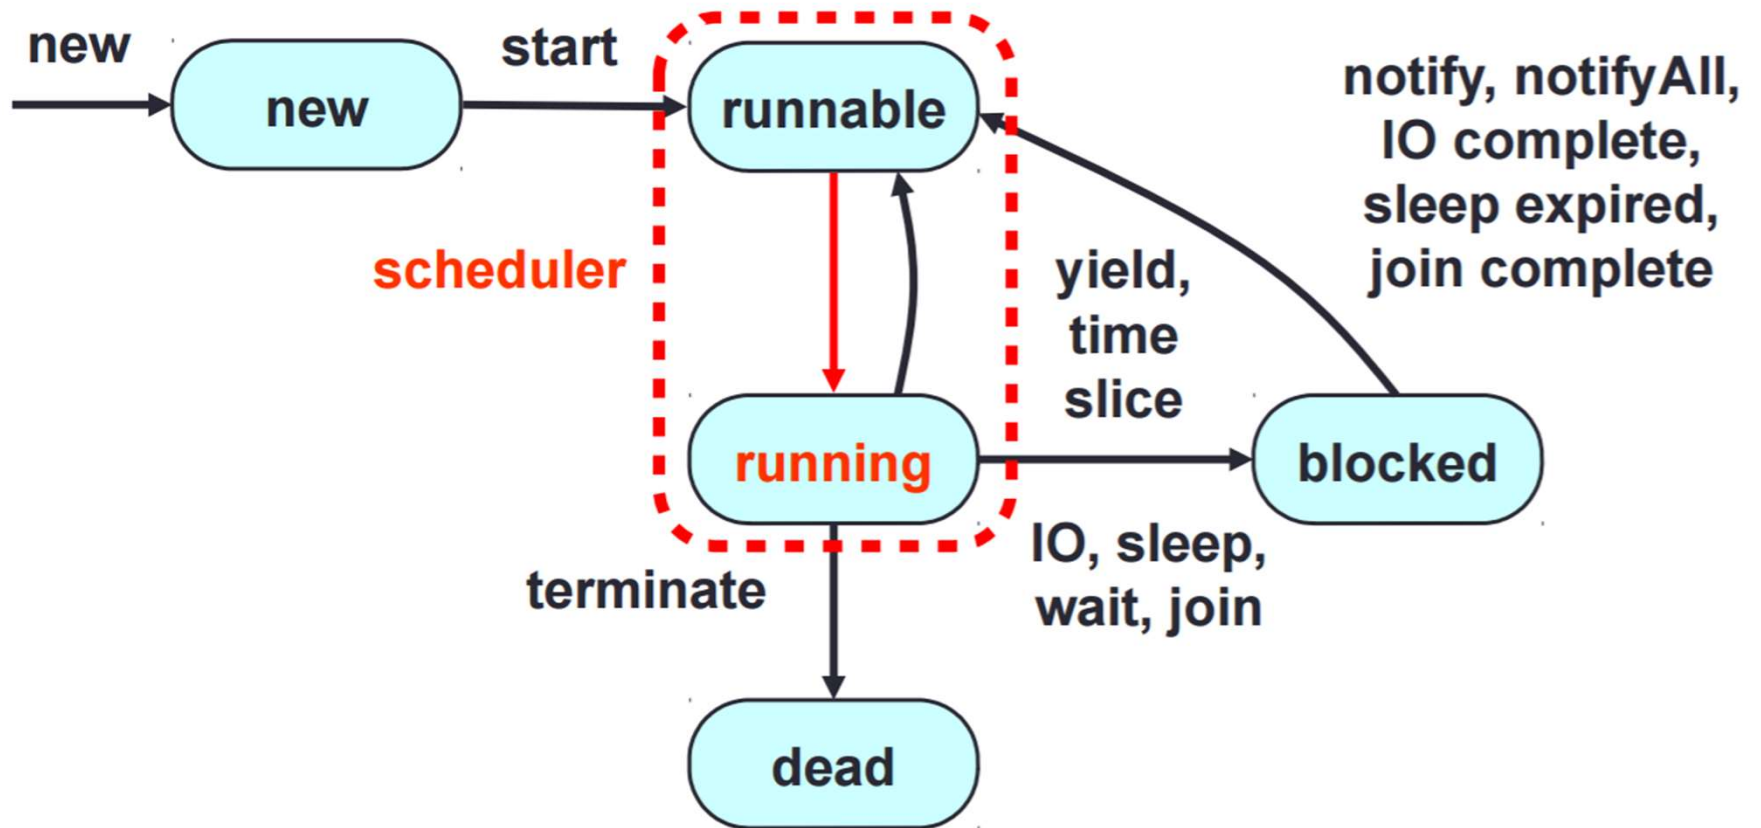 new
new
start
runnable
notify, notifyAll,
IO complete,
sleep expired,
join complete
scheduler
yield,
time
slice
running
blocked
IO, sleep,
wait, join
terminate
dead